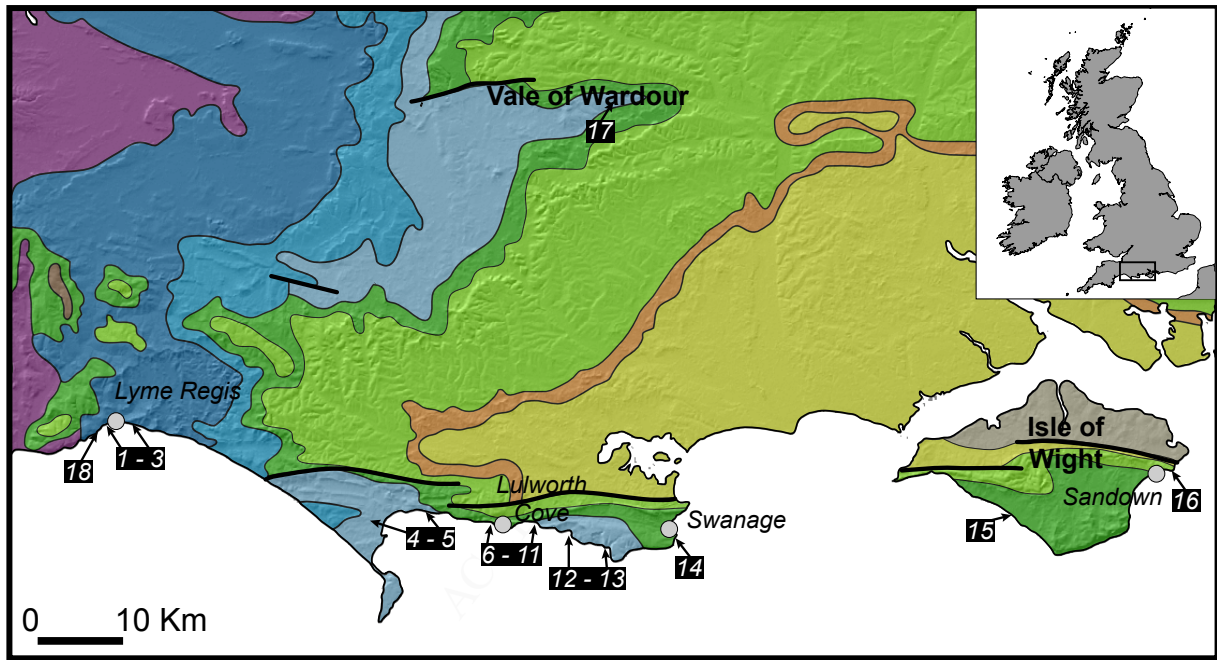 Vale of Wardour
17
Lyme Regis
18
1 - 3
Lulworth
Cove
4 - 5
6 - 11
12 - 13
Swanage
14
Isle of
Wight
Sandown
15
16
0 10 Km